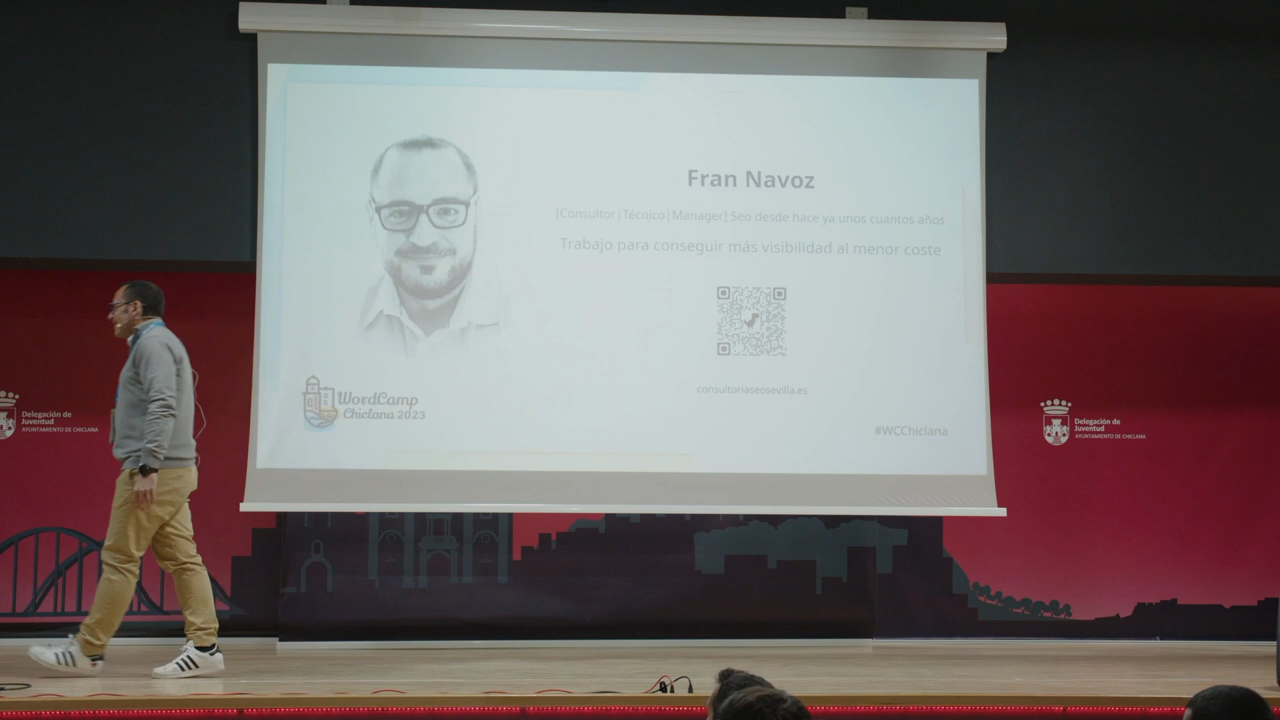 Fran Navoz
[Consultor|Técnico|Manager] Seo desde hace ya unos cuantos años
Trabajo para conseguir más visibilidad al menor coste
consultoriaseosevilla.es
WordCamp
Chiclana 2023
#WCChiclana
Delegación de
Juventud
AYUNTAMIENTO DE CHICLANA
Delegación de
Juventud
AYUNTAMIENTO DE CHICLANA